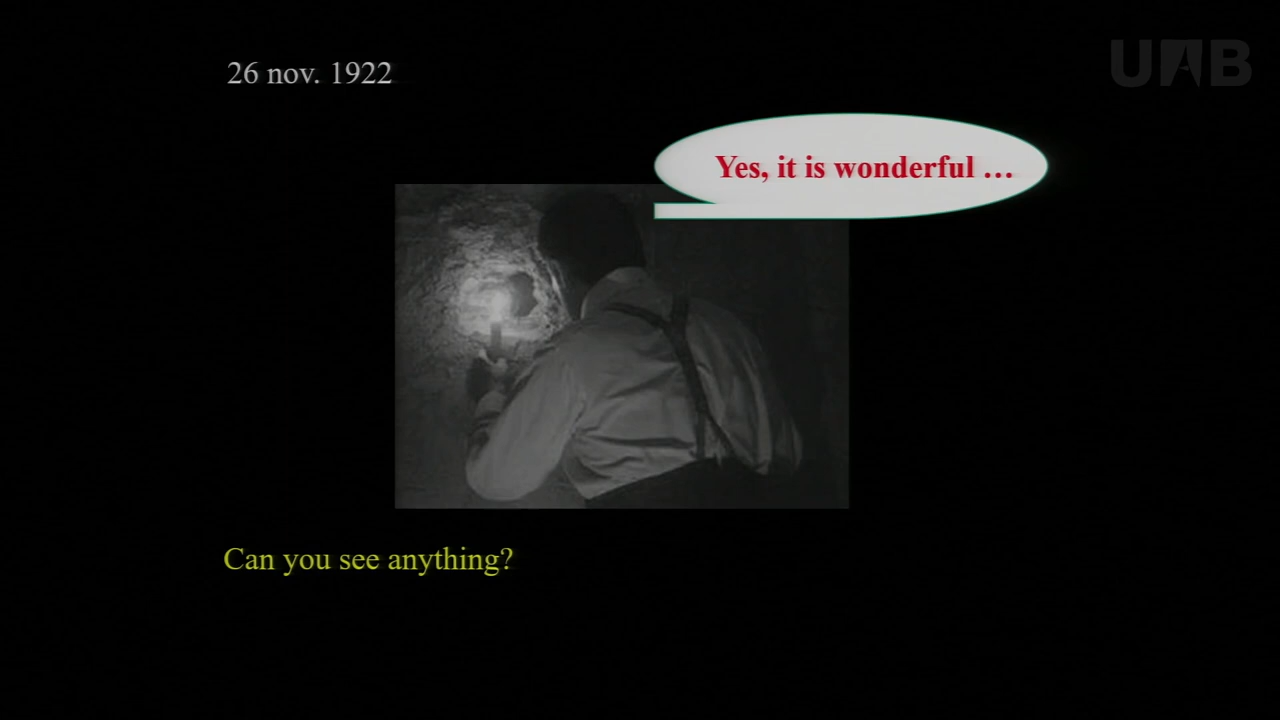 26 nov. 1922
UAB
Yes, it is wonderful …
Can you see anything?